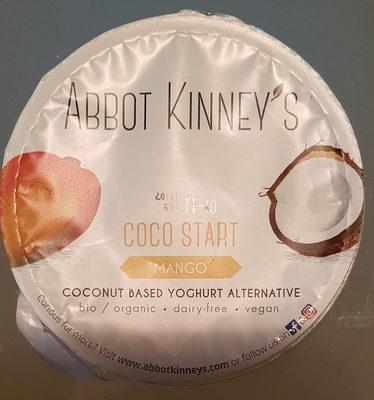 ABBOT KINNEY'S
COCO START
MANGO
COCONUT BASED YOGHURT ALTERNATIVE
bio / organic • dairy-free • vegan
Curious for more? Visit www.abbotkinneys.com or follow us on